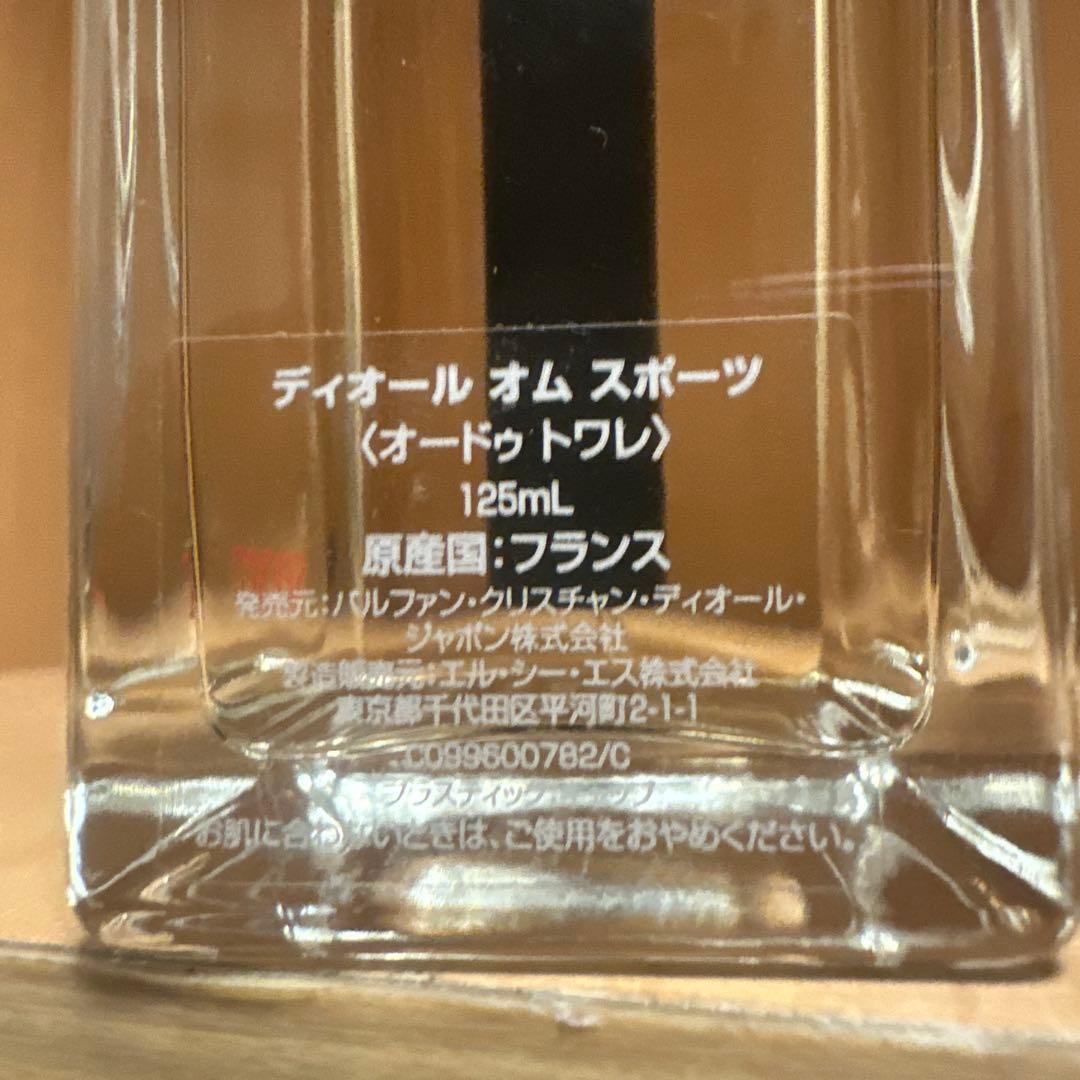 ディオール オム スポーツ
〈オードゥ トワレ〉
125mL
原産国:フランス
発売元:パルファン・クリスチャン・ディオール・
ジャポン株式会社
製造販売元:エル・シー・エス株式会社
東京都千代田区平河町2-1-1
C099600782/C
お肌に合わないときは、ご使用をおやめください。